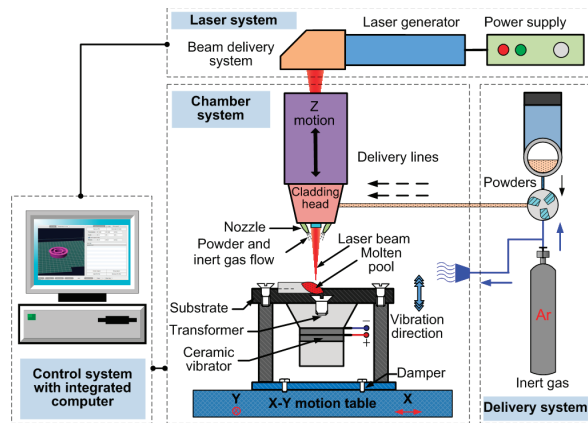 Laser system
Laser generator
Power supply
Beam delivery
system
Chamber
system
Z
motion
Delivery lines
Powders
Cladding
head
Nozzle
Powder and
inert gas flow
Laser beam
Molten
pool
Substrate
Transformer
Ceramic
vibrator
−
+
Vibration
direction
Ar
Damper
Inert gas
Control system
with integrated
computer
Y
X-Y motion table
X
Delivery system